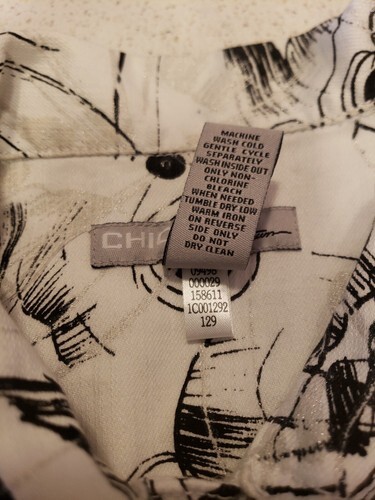 MACHINE
WASH COLD
GENTLE CYCLE
SEPARATELY
WASH INSIDE OUT
ONLY NON-
CHLORINE
BLEACH
WHEN NEEDED
TUMBLE DRY LOW
WARM IRON
ON REVERSE
SIDE ONLY
DO NOT
DRY CLEAN
CHI
000029
158611
1C001292
129